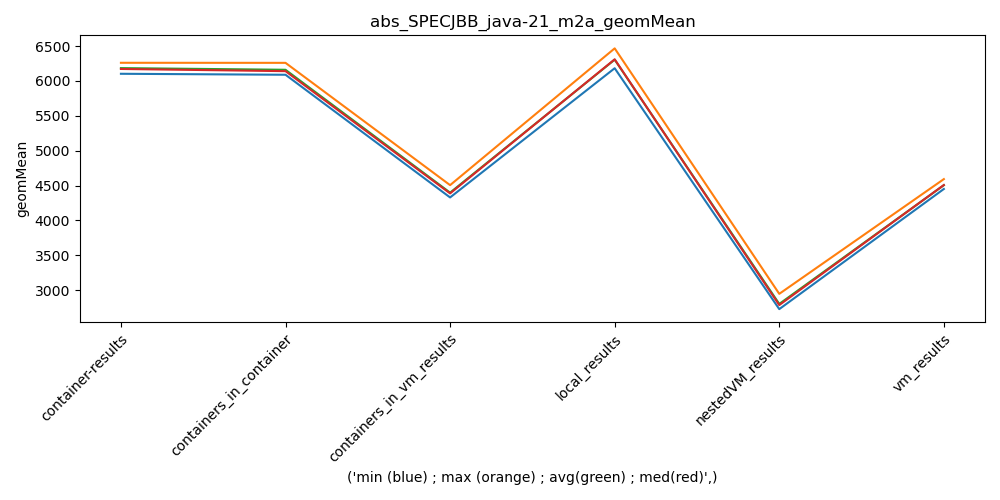 abs_SPECJBB_java-21_m2a_geomMean
geomMean
6500
6000
5500
5000
4500
4000
3500
3000
container-results
containers_in_container
containers_in_vm_results
local_results
nestedVM_results
vm_results
('min (blue) ; max (orange) ; avg(green) ; med(red)',)